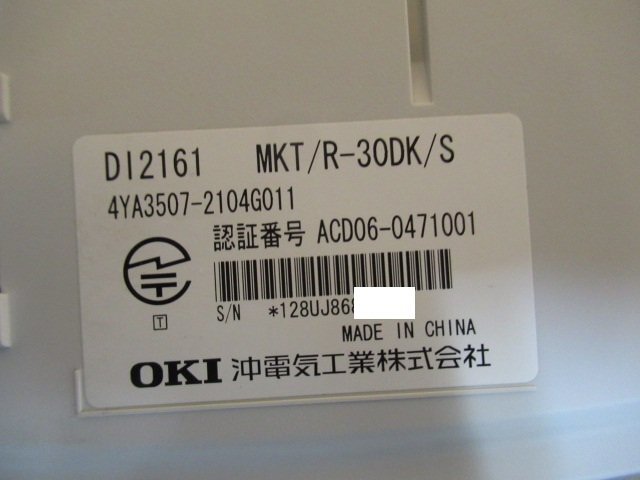 DI2161 MKT/R-30DK/S
4YA3507-2104G011
認証番号 ACD06-0471001
T
S/N *128UJ868
MADE IN CHINA
OKI 沖電気工業株式会社